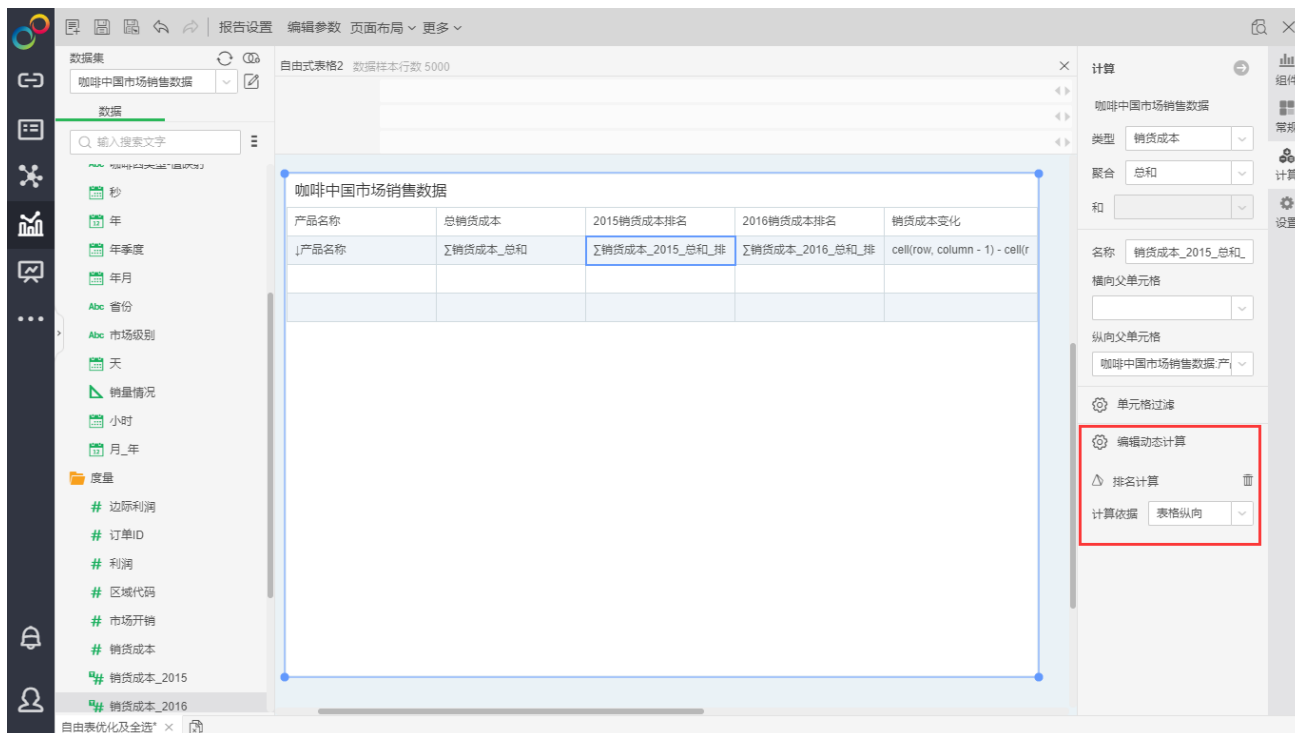 报告设置 编辑参数 页面布局 更多
数据集
咖啡中国市场销售数据
数据
输入搜索文字
秒
年
年季度
年月
Abc 省份
Abc 市场级别
天
销量情况
小时
月_年
度量
# 边际利润
# 订单ID
# 利润
# 区域代码
# 市场开销
# 销货成本
# 销货成本_2015
# 销货成本_2016
自由表优化及全选*
自由式表格2 数据样本行数 5000
咖啡中国市场销售数据
产品名称 总销货成本 2015销货成本排名 2016销货成本排名 销货成本变化
↓产品名称 ∑销货成本_总和 ∑销货成本_2015_总和_排 ∑销货成本_2016_总和_排 cell(row, column - 1) - cell(r
计算
咖啡中国市场销售数据
类型 销货成本
聚合 总和
和
名称 销货成本_2015_总和_
横向父单元格
纵向父单元格
咖啡中国市场销售数据:产
单元格过滤
编辑动态计算
排名计算
计算依据 表格纵向
组件
常规
计算
设置